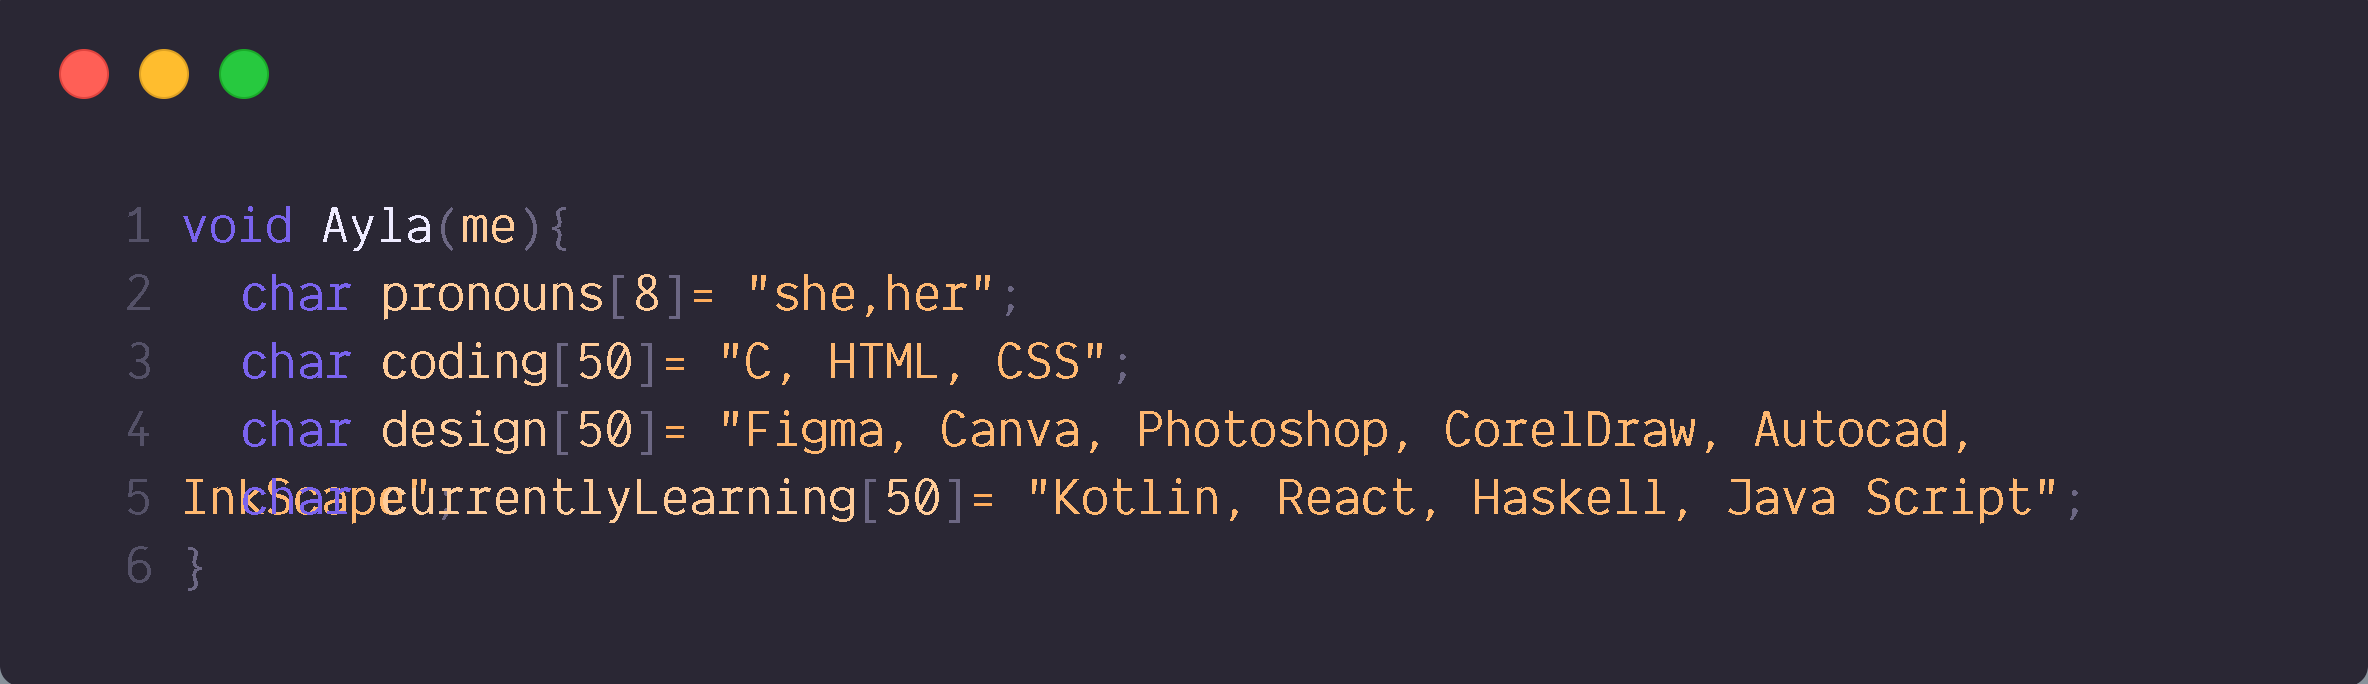 1 void Ayla(me){
2   char pronouns[8]= "she,her";
3   char coding[50]= "C, HTML, CSS";
4   char design[50]= "Figma, Canva, Photoshop, CorelDraw, Autocad,
InkScape";
5   char currentlyLearning[50]= "Kotlin, React, Haskell, Java Script";
6 }